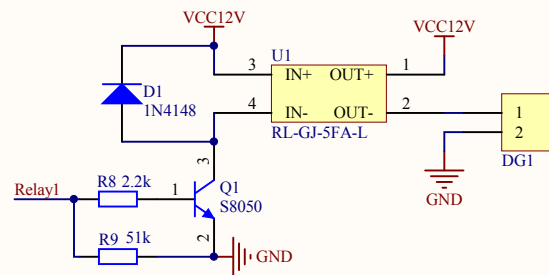 VCC12V
VCC12V
U1
3 IN+ OUT+ 1
D1
1N4148
4 IN- OUT- 2
1
RL-GJ-5FA-L
2
DG1
3
GND
Relay1
R8 2.2k
1
Q1
S8050
R9 51k
2
GND